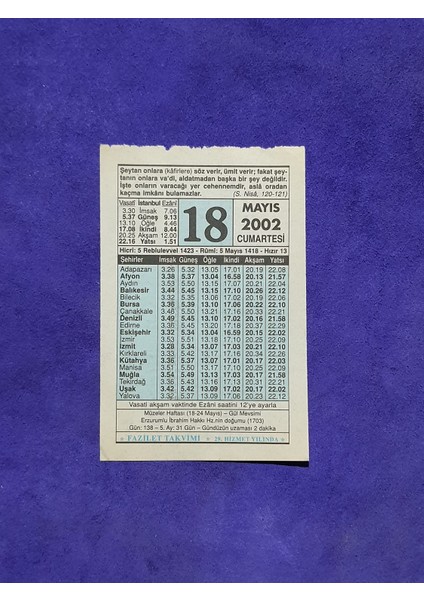 Şeytan onlara (kâfirlere) söz verir, ümit verir; fakat şey-
tanın onlara va'di, aldatmadan başka bir şey değildir.
İşte onların varacağı yer cehennemdir, aslâ oradan
kaçma imkânı bulamazlar. (S. Nisâ, 120-121)
Vasatî İstanbul Ezânî
3.30 İmsak 7.06
5.37 Güneş 9.13
13.10 Öğle 4.46
17.08 İkindi 8.44
20.25 Akşam 12.00
22.16 Yatsı 1.51
18
MAYIS
2002
CUMARTESİ
Hicrî: 5 Rebîulevvel 1423 - Rûmî: 5 Mayıs 1418 - Hızır 13
Şehirler İmsak Güneş Öğle İkindi Akşam Yatsı
Adapazarı 3.26 5.32 13.05 17.01 20.19 22.08
Afyon 3.38 5.37 13.04 16.58 20.13 21.57
Aydın 3.53 5.50 13.15 17.07 20.21 22.04
Balıkesir 3.44 5.45 13.15 17.10 20.26 22.12
Bilecik 3.32 5.35 13.06 17.02 20.19 22.06
Bursa 3.36 5.39 13.10 17.06 20.23 22.10
Çanakkale 3.46 5.48 13.20 17.16 20.33 22.21
Denizli 3.49 5.45 13.10 17.02 20.16 21.58
Edirne 3.36 5.45 13.20 17.18 20.37 22.29
Eskişehir 3.32 5.34 13.04 16.59 20.15 22.02
İzmir 3.53 5.51 13.18 17.10 20.25 22.09
İzmit 3.28 5.34 13.07 17.03 20.21 22.10
Kırklareli 3.33 5.42 13.17 17.16 20.34 22.26
Kütahya 3.36 5.37 13.07 17.01 20.17 22.03
Manisa 3.51 5.50 13.17 17.10 20.25 22.09
Muğla 3.54 5.49 13.13 17.03 20.17 21.58
Tekirdağ 3.36 5.43 13.16 17.13 20.31 22.21
Uşak 3.42 5.42 13.09 17.02 20.17 22.02
Yalova 3.32 5.37 13.09 17.06 20.23 22.12
Vasatî akşam vaktinde Ezânî saatini 12'ye ayarla
Müzeler Haftası (18-24 Mayıs) – Gül Mevsimi
Erzurumlu İbrahim Hakkı Hz.nin doğumu (1703)
Gün: 138 – 5. Ay: 31 Gün – Gündüzün uzaması 2 dakika
FAZİLET TAKVİMİ 28. HİZMET YILINDA